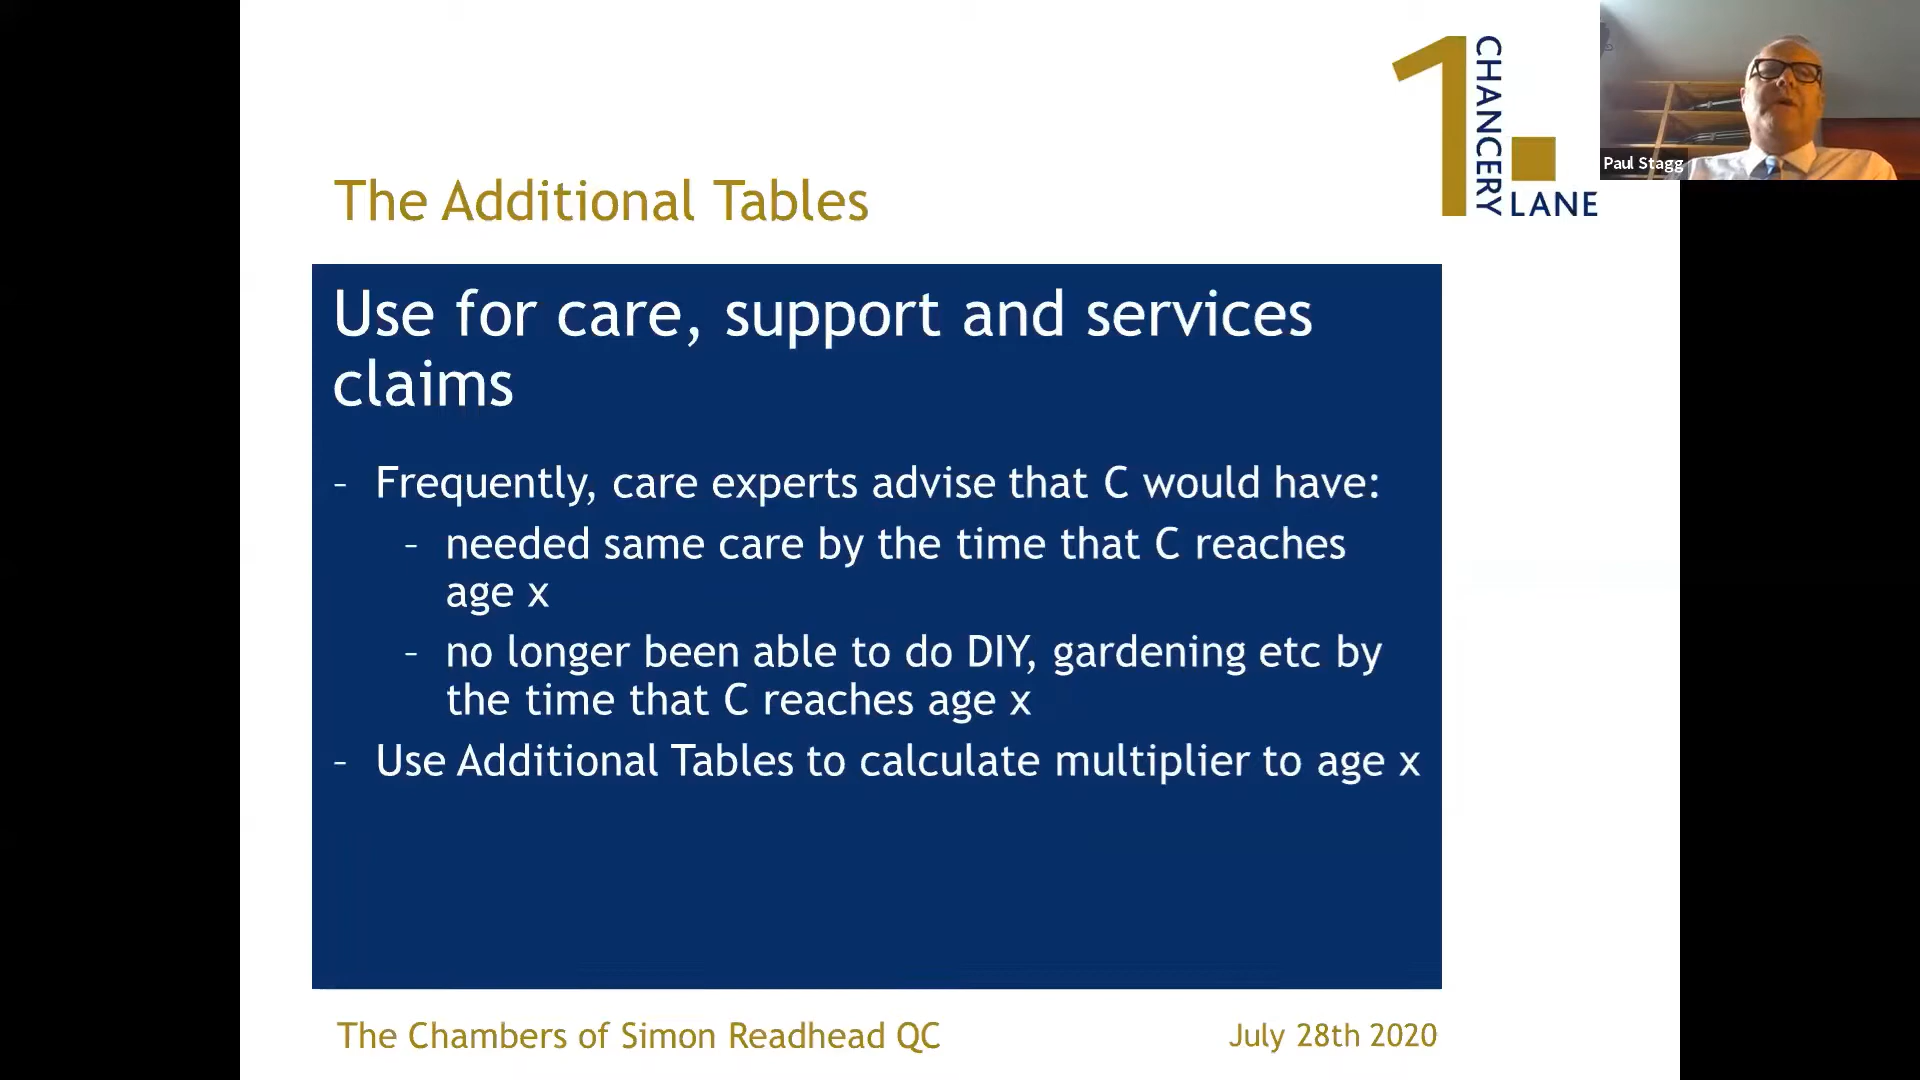 1
CHANCERY
LANE
Paul Stagg
The Additional Tables
Use for care, support and services
claims
- Frequently, care experts advise that C would have:
- needed same care by the time that C reaches
age x
- no longer been able to do DIY, gardening etc by
the time that C reaches age x
- Use Additional Tables to calculate multiplier to age x
The Chambers of Simon Readhead QC
July 28th 2020